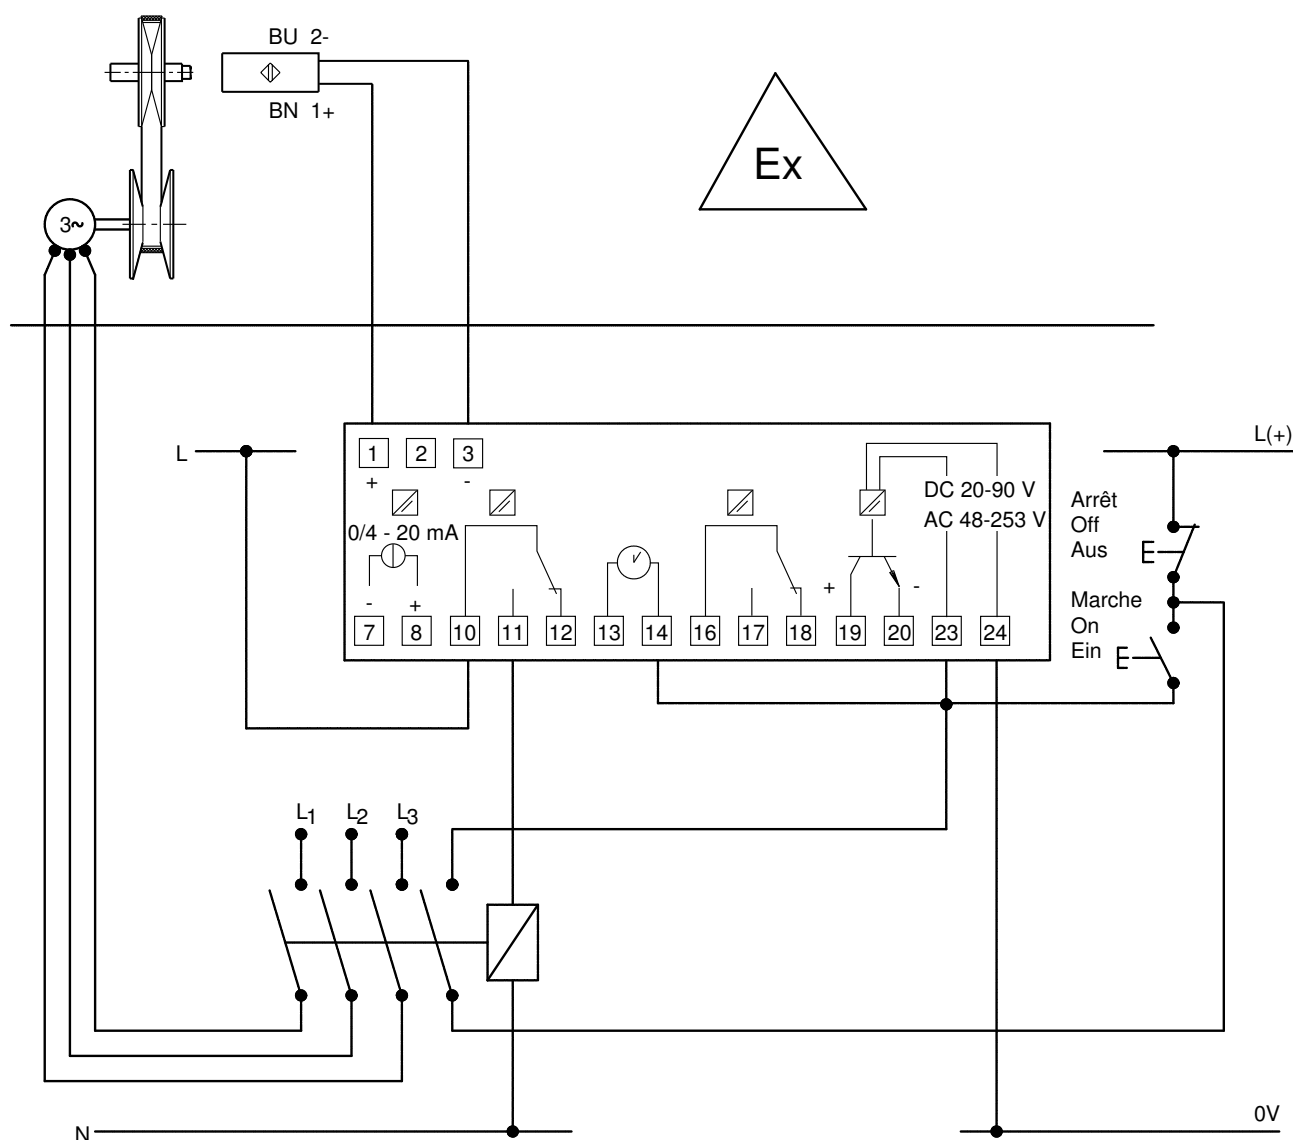 BU 2-
BN 1+
Ex
3~
L
L(+)
1 2 3
+ -
DC 20-90 V
AC 48-253 V
0/4 - 20 mA
- +
+ -
7 8 10 11 12 13 14 16 17 18 19 20 23 24
Arrêt
Off
Aus
Marche
On
Ein
L1 L2 L3
N
0V